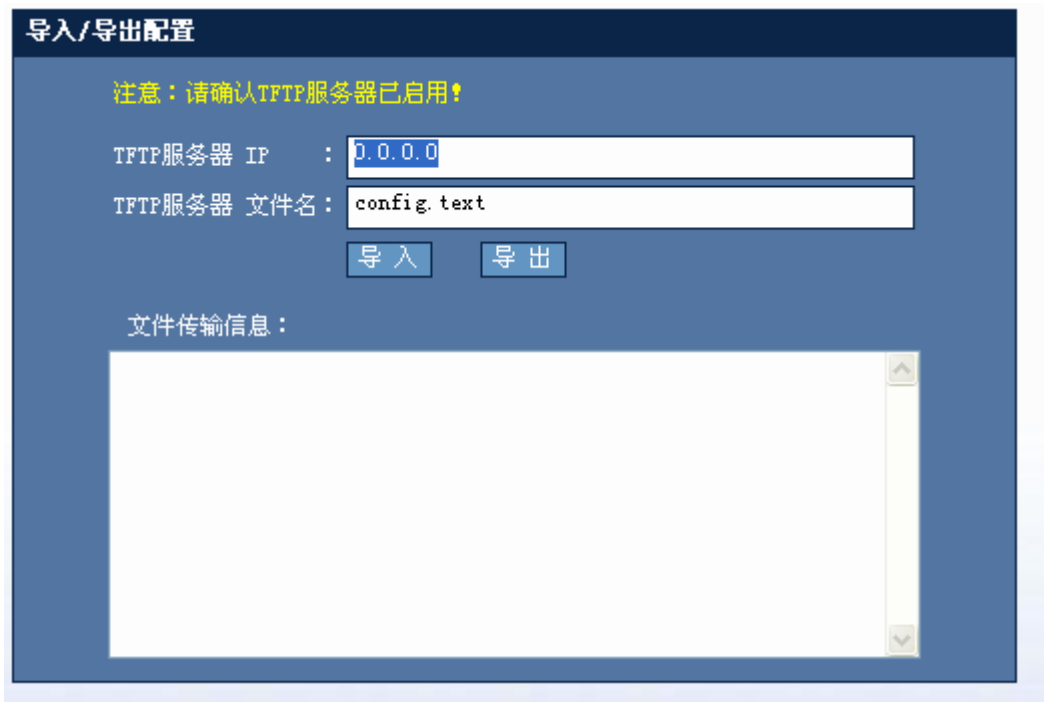 导入/导出配置
注意：请确认TFTP服务器已启用！
TFTP服务器 IP ： 0.0.0.0
TFTP服务器 文件名： config.text
导 入 导 出
文件传输信息：